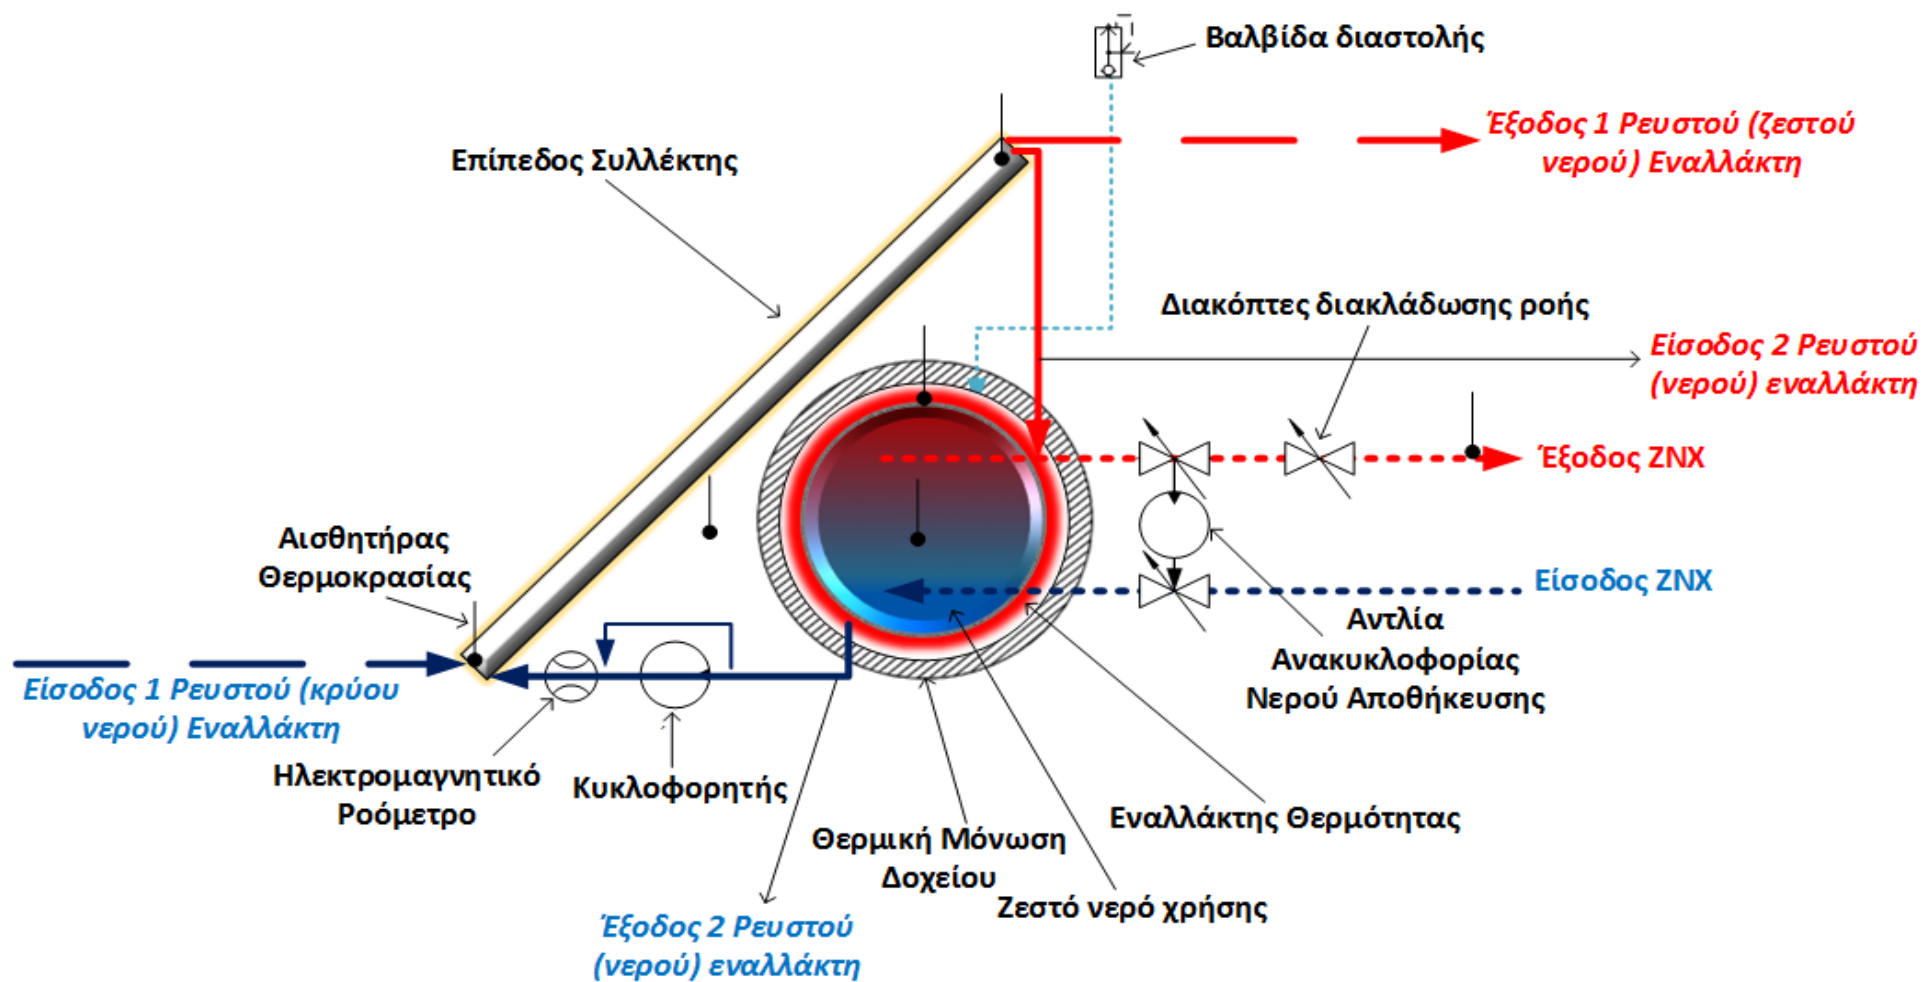 Βαλβίδα διαστολής
Έξοδος 1 Ρευστού (ζεστού
νερού) Εναλλάκτη
Επίπεδος Συλλέκτης
Διακόπτες διακλάδωσης ροής
Είσοδος 2 Ρευστού
(νερού) εναλλάκτη
Έξοδος ΖΝΧ
Αισθητήρας
Θερμοκρασίας
Είσοδος ΖΝΧ
Αντλία
Ανακυκλοφορίας
Νερού Αποθήκευσης
Είσοδος 1 Ρευστού (κρύου
νερού) Εναλλάκτη
Ηλεκτρομαγνητικό
Ροόμετρο
Κυκλοφορητής
Θερμική Μόνωση
Δοχείου
Εναλλάκτης Θερμότητας
Ζεστό νερό χρήσης
Έξοδος 2 Ρευστού
(νερού) εναλλάκτη